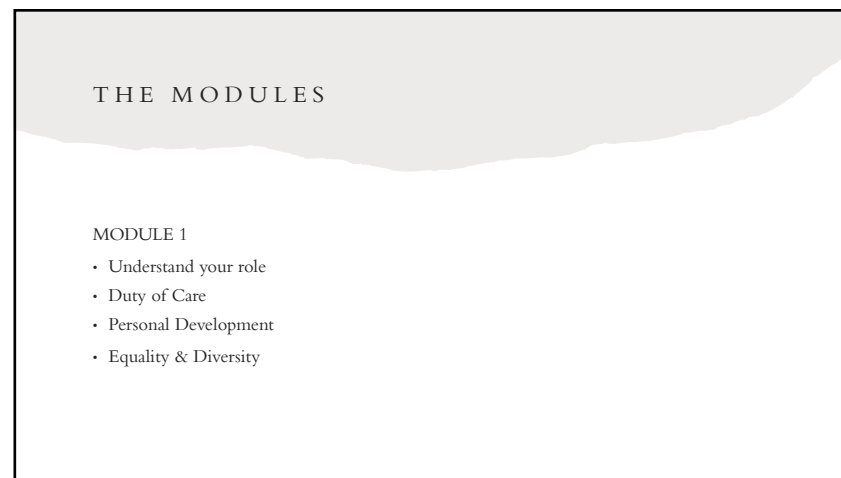 THE MODULES
MODULE 1
• Understand your role
• Duty of Care
• Personal Development
• Equality & Diversity